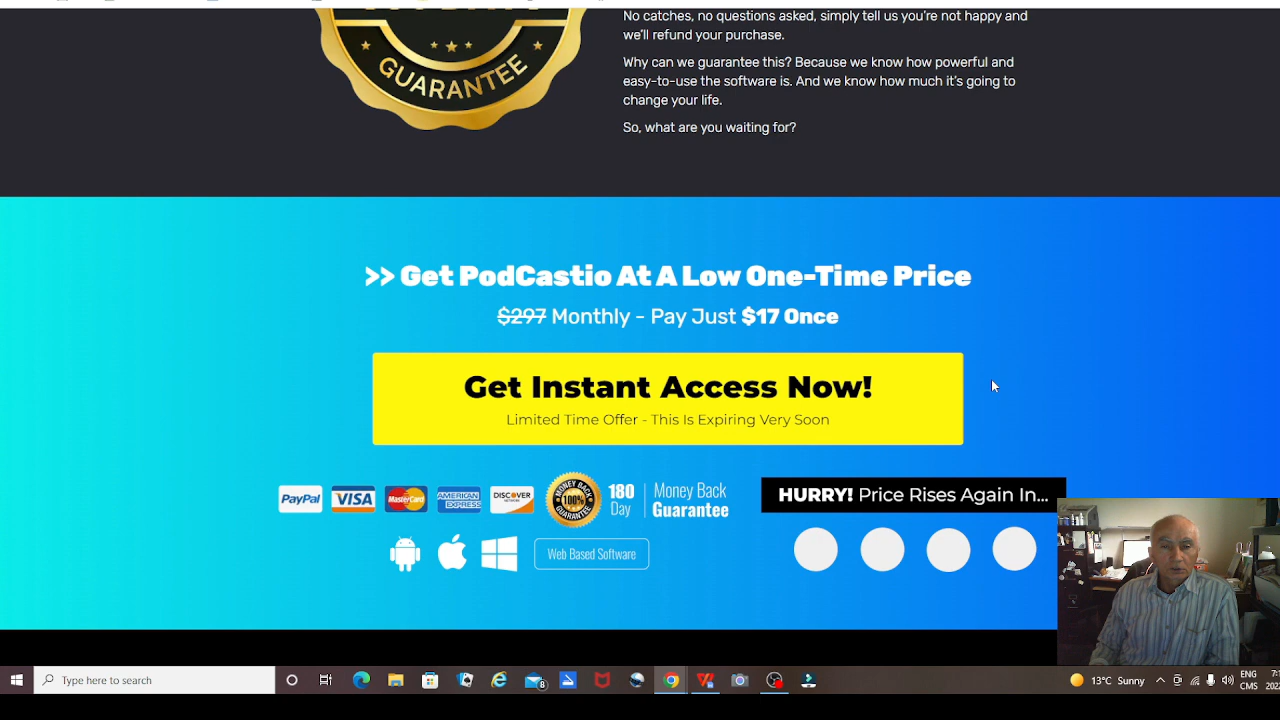 No catches, no questions asked, simply tell us you're not happy and
we'll refund your purchase.
GUARANTEE
Why can we guarantee this? Because we know how powerful and
easy-to-use the software is. And we know how much it's going to
change your life.
So, what are you waiting for?
>> Get PodCastio At A Low One-Time Price
$297 Monthly - Pay Just $17 Once
Get Instant Access Now!
Limited Time Offer - This Is Expiring Very Soon
PayPal VISA MasterCard AMERICAN EXPRESS DISCOVER
MONEY BACK 100% GUARANTEE
180 Day
Money Back Guarantee
HURRY! Price Rises Again In...
Web Based Software
Type here to search
8
13°C Sunny
ENG
CMS